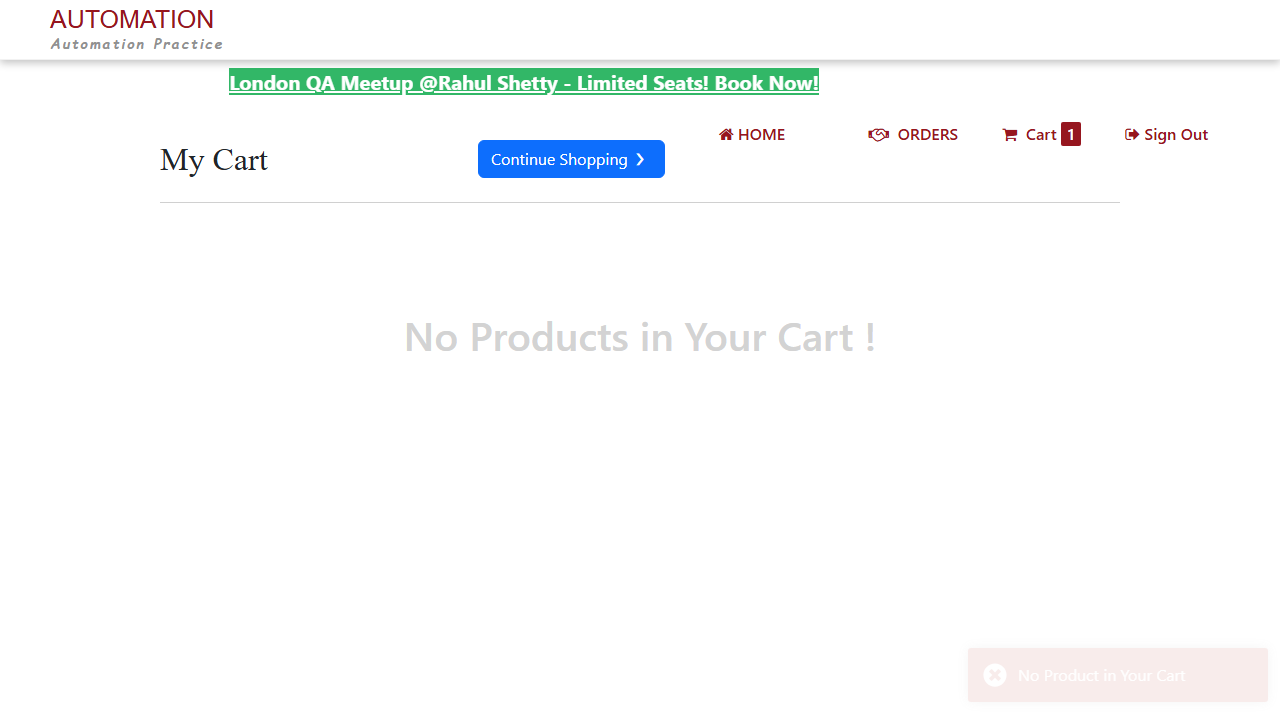 AUTOMATION
Automation Practice
London QA Meetup @Rahul Shetty - Limited Seats! Book Now!
HOME
ORDERS
Cart 1
Sign Out
My Cart
Continue Shopping ❯
No Products in Your Cart !
No Product in Your Cart